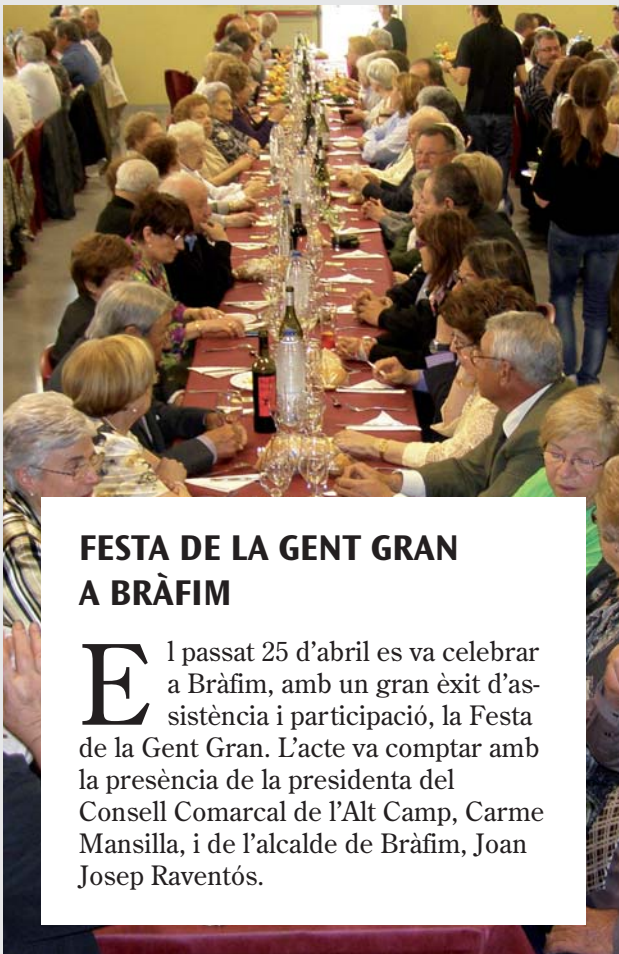 FESTA DE LA GENT GRAN
A BRÀFIM
El passat 25 d’abril es va celebrar
a Bràfim, amb un gran èxit d’as-
sistència i participació, la Festa
de la Gent Gran. L’acte va comptar amb
la presència de la presidenta del
Consell Comarcal de l’Alt Camp, Carme
Mansilla, i de l’alcalde de Bràfim, Joan
Josep Raventós.